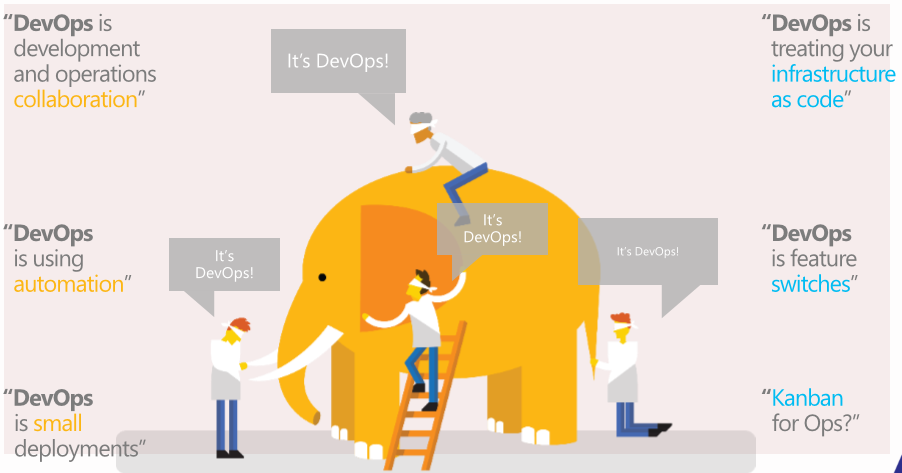 “DevOps is
development
and operations
collaboration”
“DevOps is
treating your
infrastructure
as code”
It’s DevOps!
“DevOps
is using
automation”
It’s
DevOps!
It’s
DevOps!
It’s DevOps!
“DevOps
is feature
switches”
“DevOps
is small
deployments”
“Kanban
for Ops?”